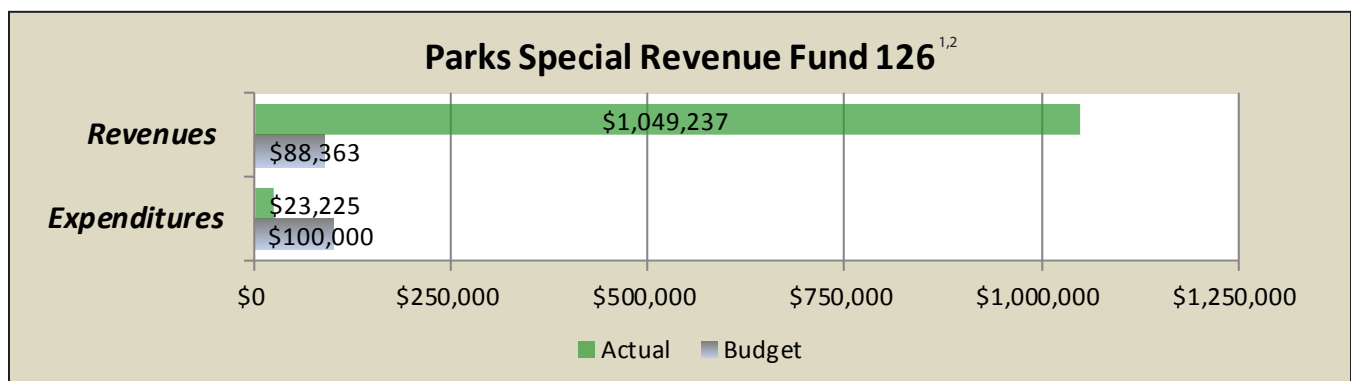 Parks Special Revenue Fund 126 1,2
Revenues
$1,049,237
$88,363
Expenditures
$23,225
$100,000
$0 $250,000 $500,000 $750,000 $1,000,000 $1,250,000
Actual Budget